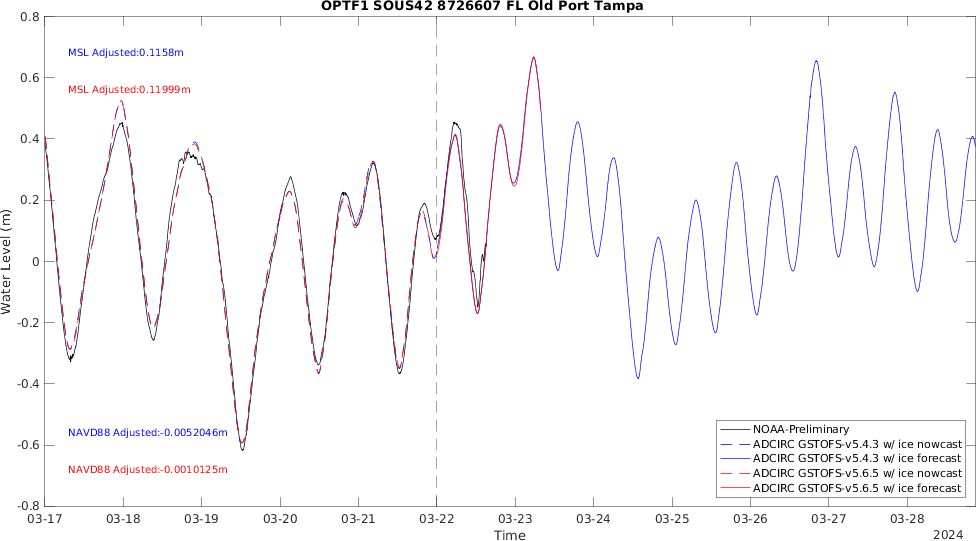 OPTF1 SOUS42 8726607 FL Old Port Tampa
0.8
0.6
0.4
0.2
0
-0.2
-0.4
-0.6
-0.8
Water Level (m)
MSL Adjusted:0.1158m
MSL Adjusted:0.11999m
NAVD88 Adjusted:-0.0052046m
NAVD88 Adjusted:-0.0010125m
NOAA-Preliminary
ADCIRC GSTOFS-v5.4.3 w/ ice nowcast
ADCIRC GSTOFS-v5.4.3 w/ ice forecast
ADCIRC GSTOFS-v5.6.5 w/ ice nowcast
ADCIRC GSTOFS-v5.6.5 w/ ice forecast
03-17 03-18 03-19 03-20 03-21 03-22 03-23 03-24 03-25 03-26 03-27 03-28
Time
2024